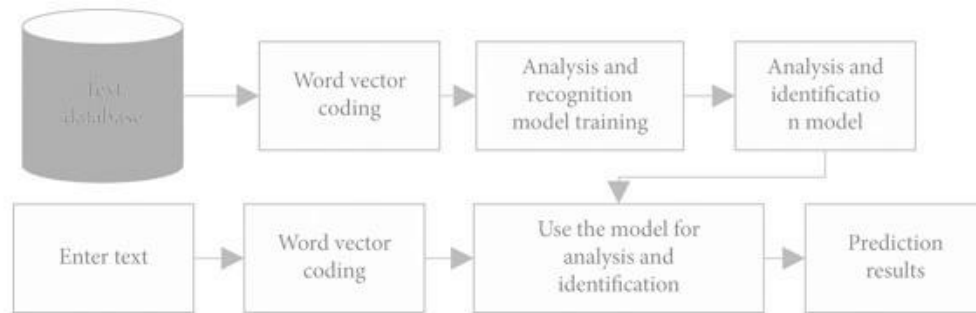 Text
database
Word vector
coding
Analysis and
recognition
model training
Analysis and
identificatio
n model
Enter text
Word vector
coding
Use the model for
analysis and
identification
Prediction
results